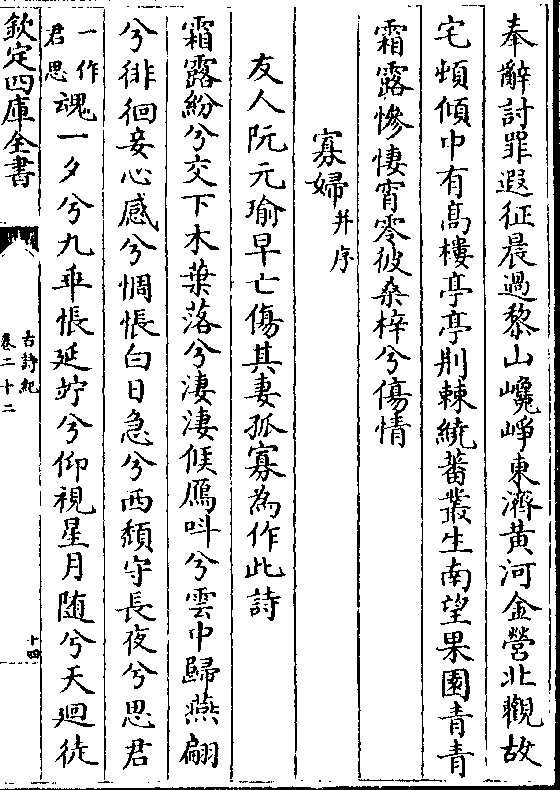 奉辭討罪遐征晨過黎山巉崢東濟黃河金營北觀故
宅頓傾中有髙樓亭亭荆棘繞蕃叢生南望果園青青
霜露慘悽宵零彼桑梓兮傷情
寡婦并序
友人阮元瑜早亡傷其妻孤寡為作此詩
霜露紛兮交下木葉落兮淒淒候鴈呌兮雲中歸燕翩
兮徘徊妾心感兮惆悵白日急兮西頽守長夜兮思君
一作君思魂一夕兮九乖悵延竚兮仰視星月随兮天廻徒
欽定四庫全書
古詩紀
卷二十二
十四